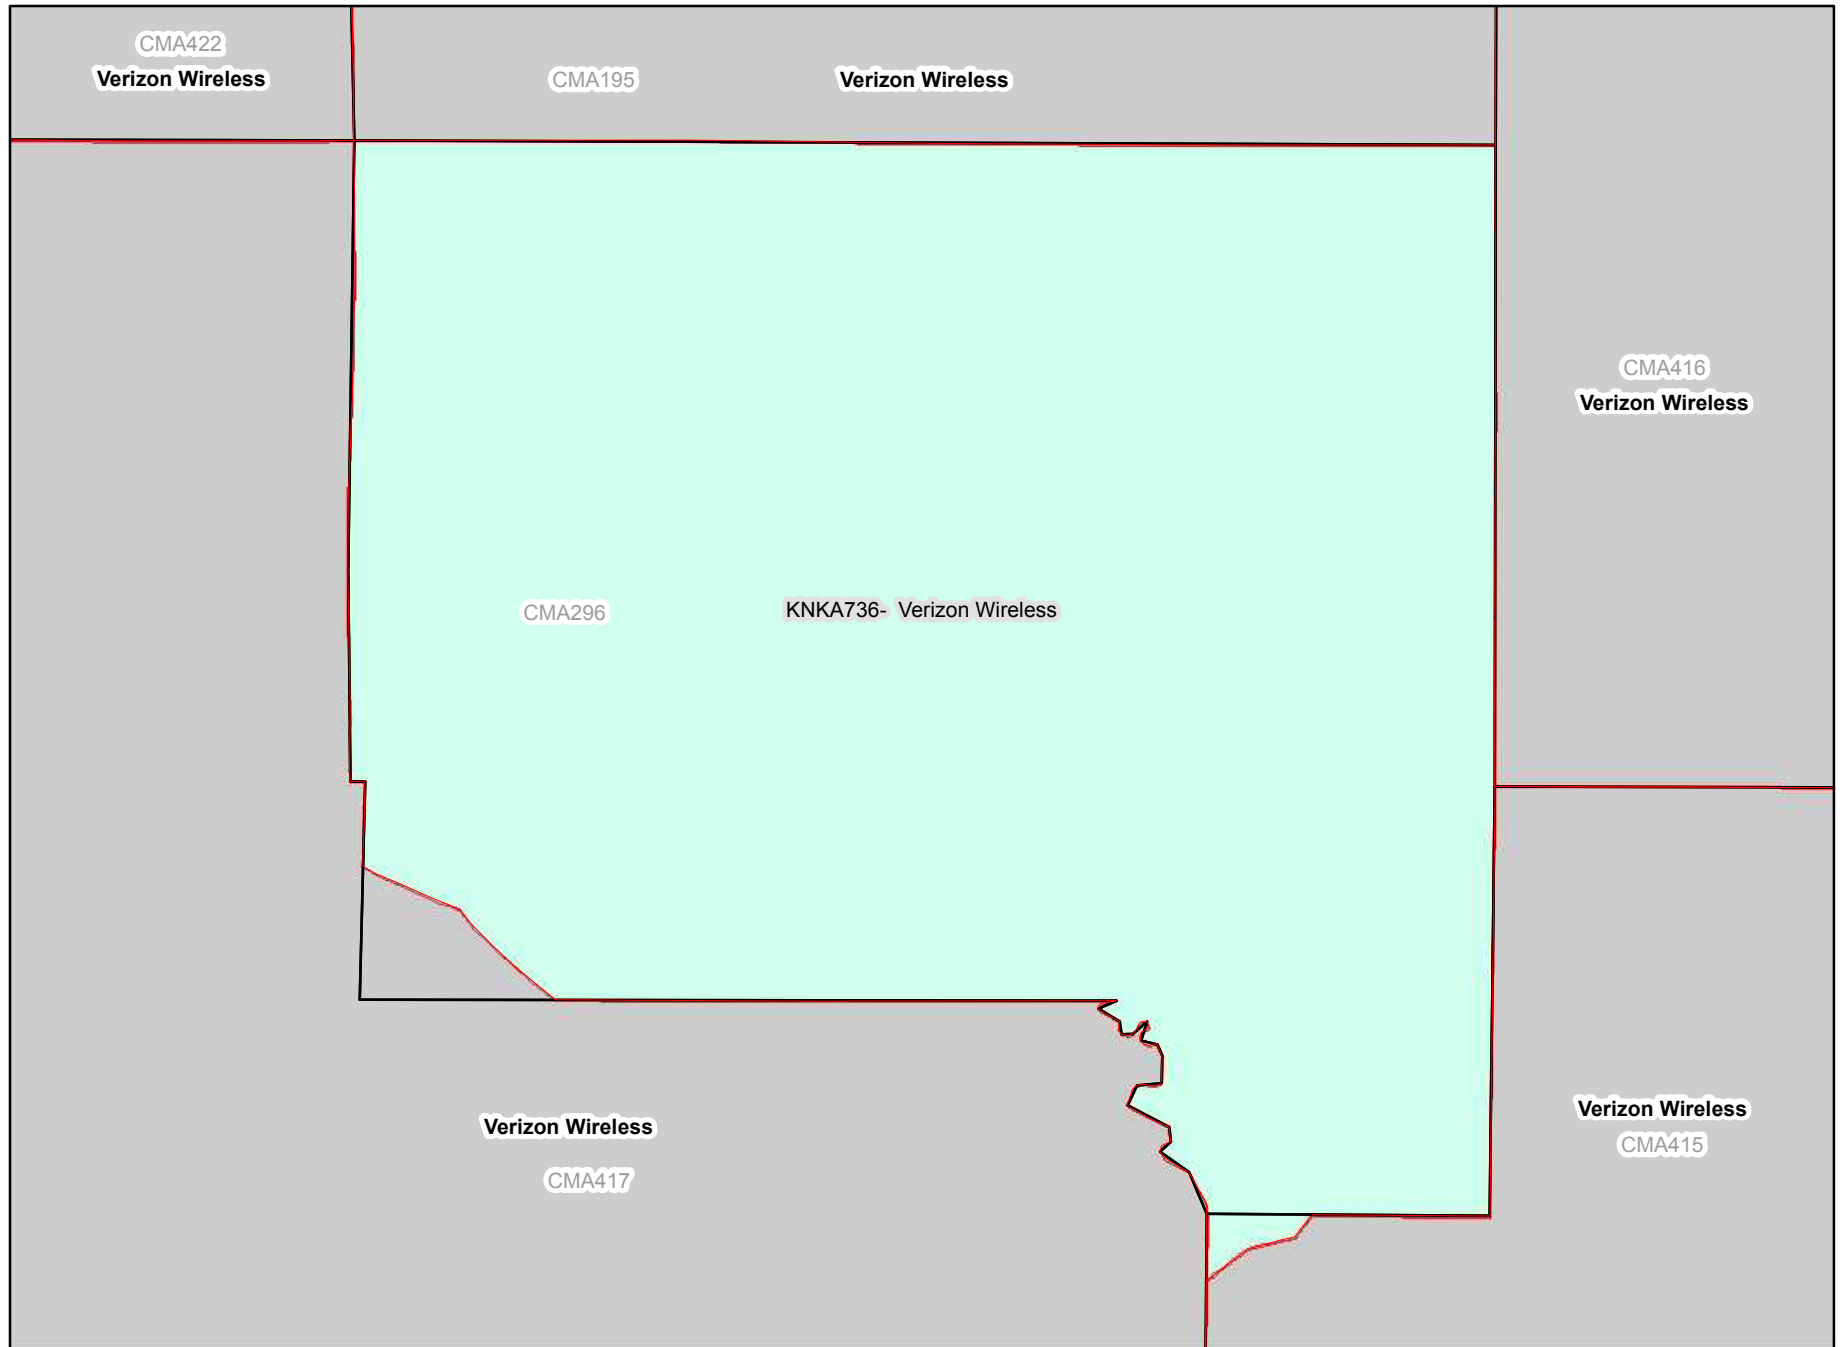 CMA422
Verizon Wireless
CMA195
Verizon Wireless
CMA416
Verizon Wireless
CMA296
KNKA736-  Verizon Wireless
Verizon Wireless
CMA417
Verizon Wireless
CMA415